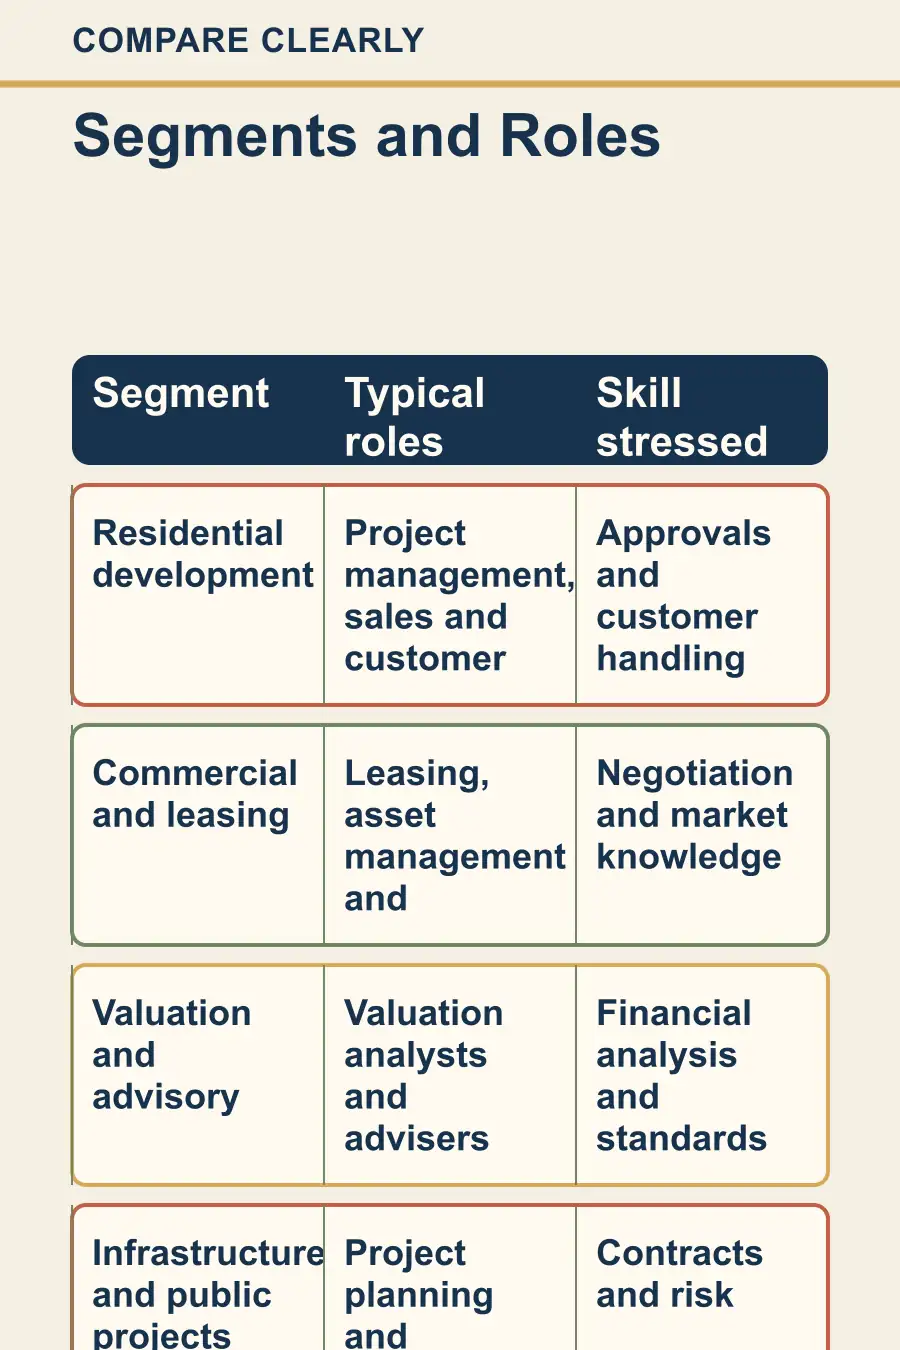 COMPARE CLEARLY
Segments and Roles
Segment
Typical
roles
Skill
stressed
Residential
development
Project
management,
sales and
customer
Approvals
and
customer
handling
Commercial
and leasing
Leasing,
asset
management
and
Negotiation
and market
knowledge
Valuation
and
advisory
Valuation
analysts
and
advisers
Financial
analysis
and
standards
Infrastructure
and public
projects
Project
planning
and
Contracts
and risk